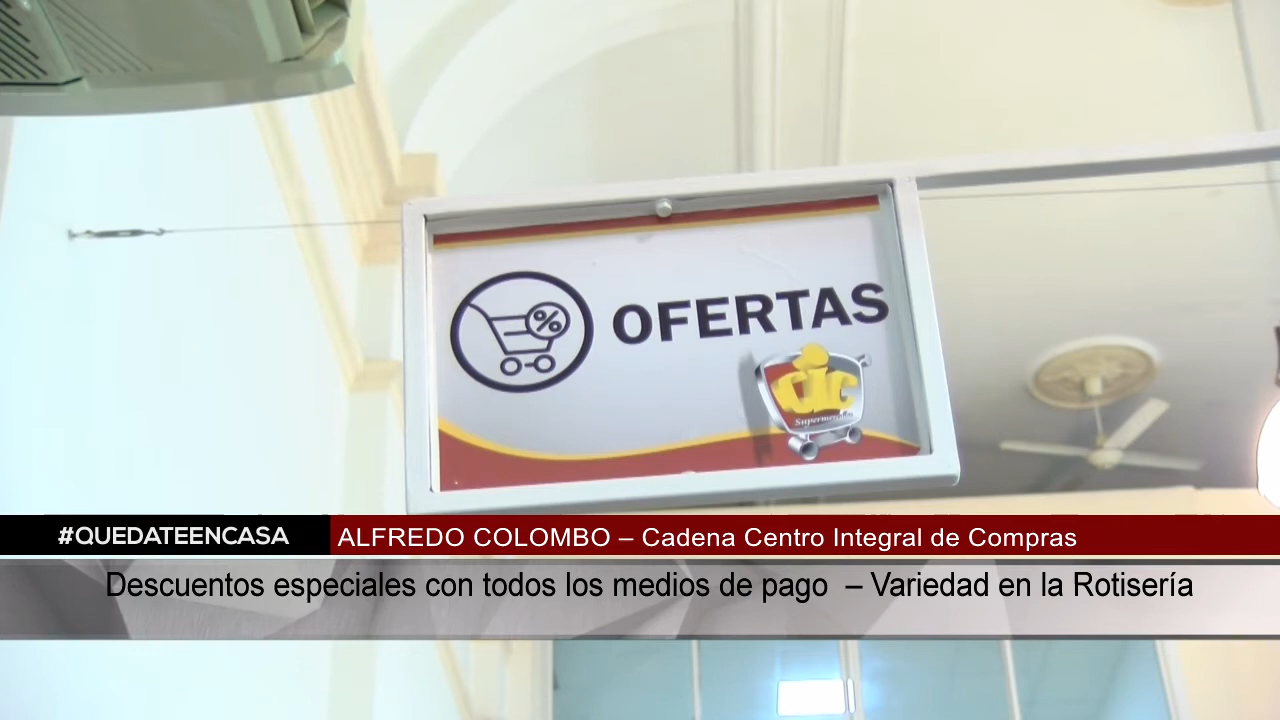 OFERTAS
%
CIC
Supermercados
#QUEDATEENCASA
ALFREDO COLOMBO – Cadena Centro Integral de Compras
Descuentos especiales con todos los medios de pago – Variedad en la Rotisería